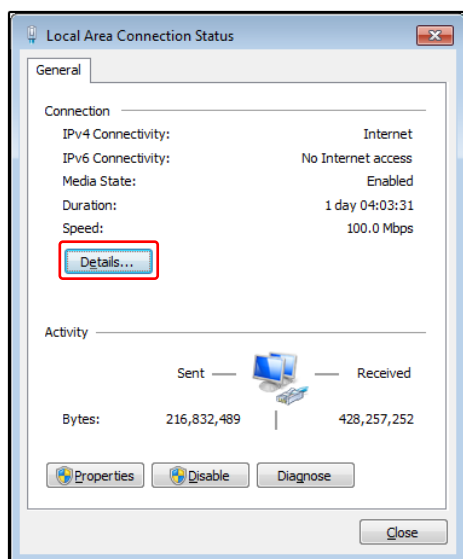 Local Area Connection Status
General
Connection
IPv4 Connectivity: Internet
IPv6 Connectivity: No Internet access
Media State: Enabled
Duration: 1 day 04:03:31
Speed: 100.0 Mbps
Details...
Activity
Sent Received
Bytes: 216,832,489 428,257,252
Properties Disable Diagnose
Close